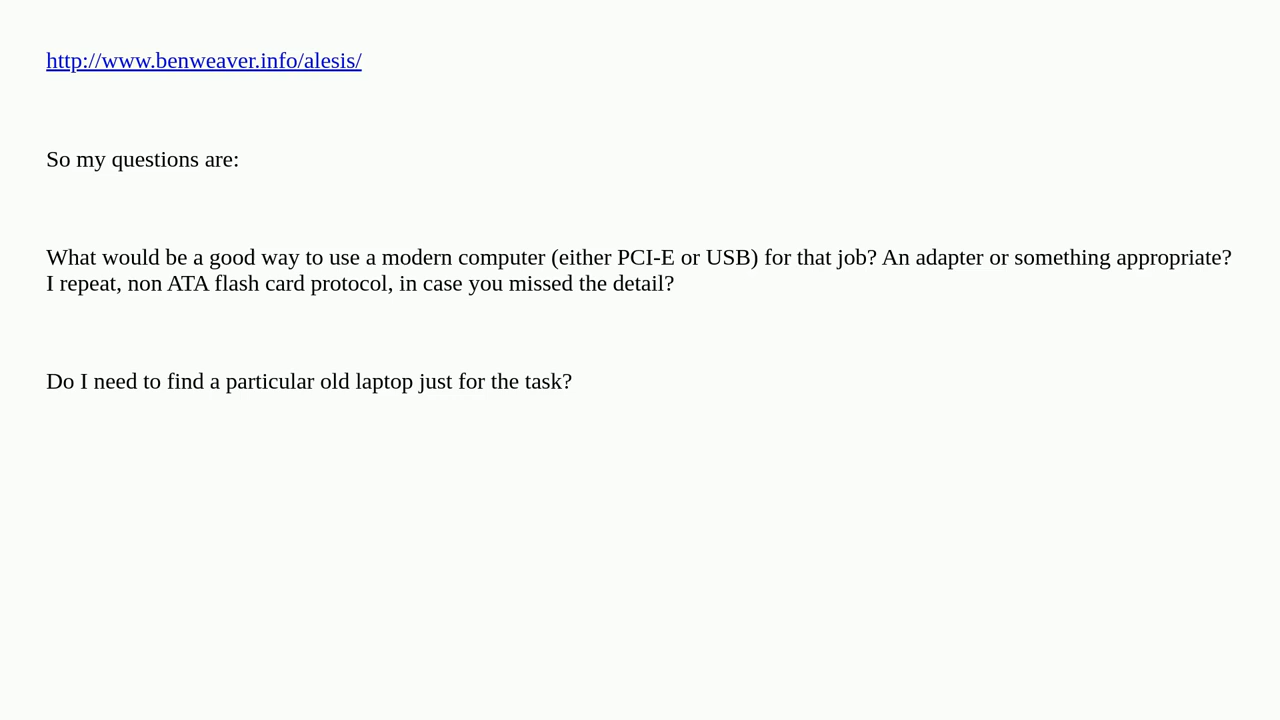 http://www.benweaver.info/alesis/
So my questions are:
What would be a good way to use a modern computer (either PCI-E or USB) for that job? An adapter or something appropriate?
I repeat, non ATA flash card protocol, in case you missed the detail?
Do I need to find a particular old laptop just for the task?